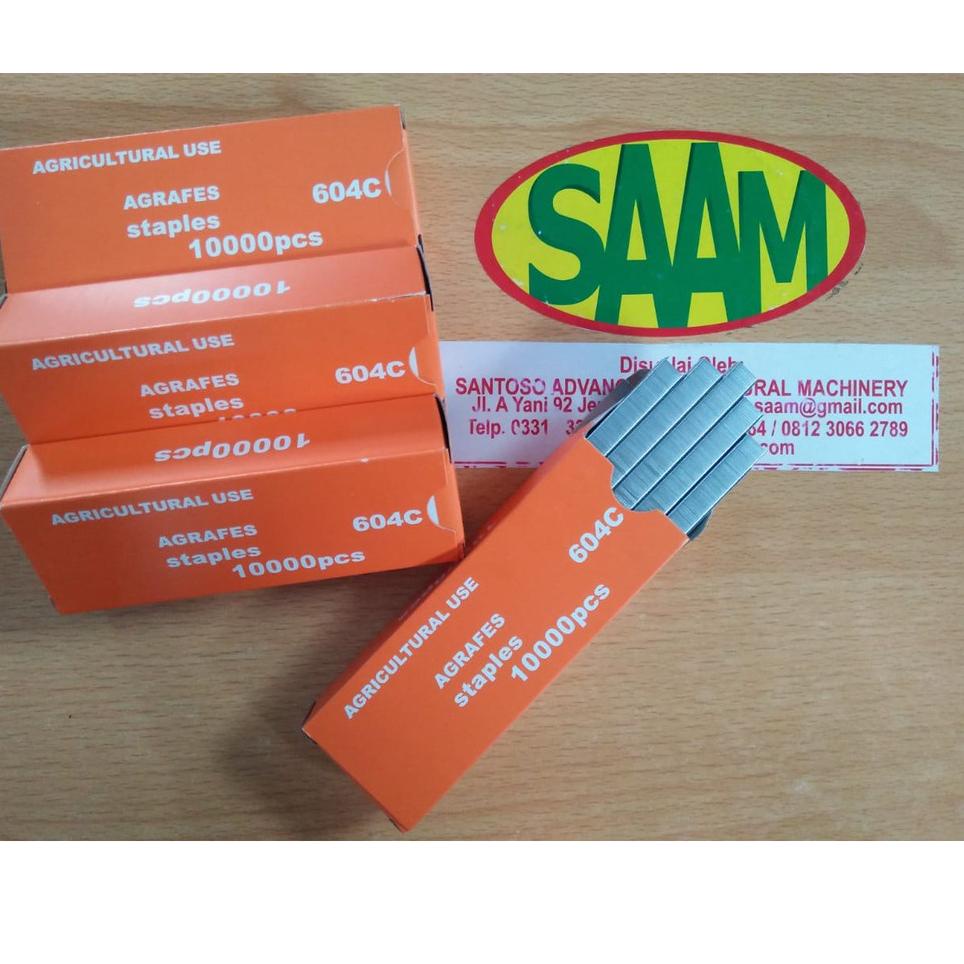 AGRICULTURAL USE
AGRAFES
staples
10000pcs
604C
10000pcs
AGRICULTURAL USE
AGRAFES
staples
604C
10000pcs
AGRICULTURAL USE
AGRAFES
staples
10000pcs
604C
SAAM
SANTOSO MACHINERY
Jl. A Yani 92 saam@gmail.com
Telp. 0331 / 0812 3066 2789
604C
AGRICULTURAL USE
AGRAFES
staples
10000pcs